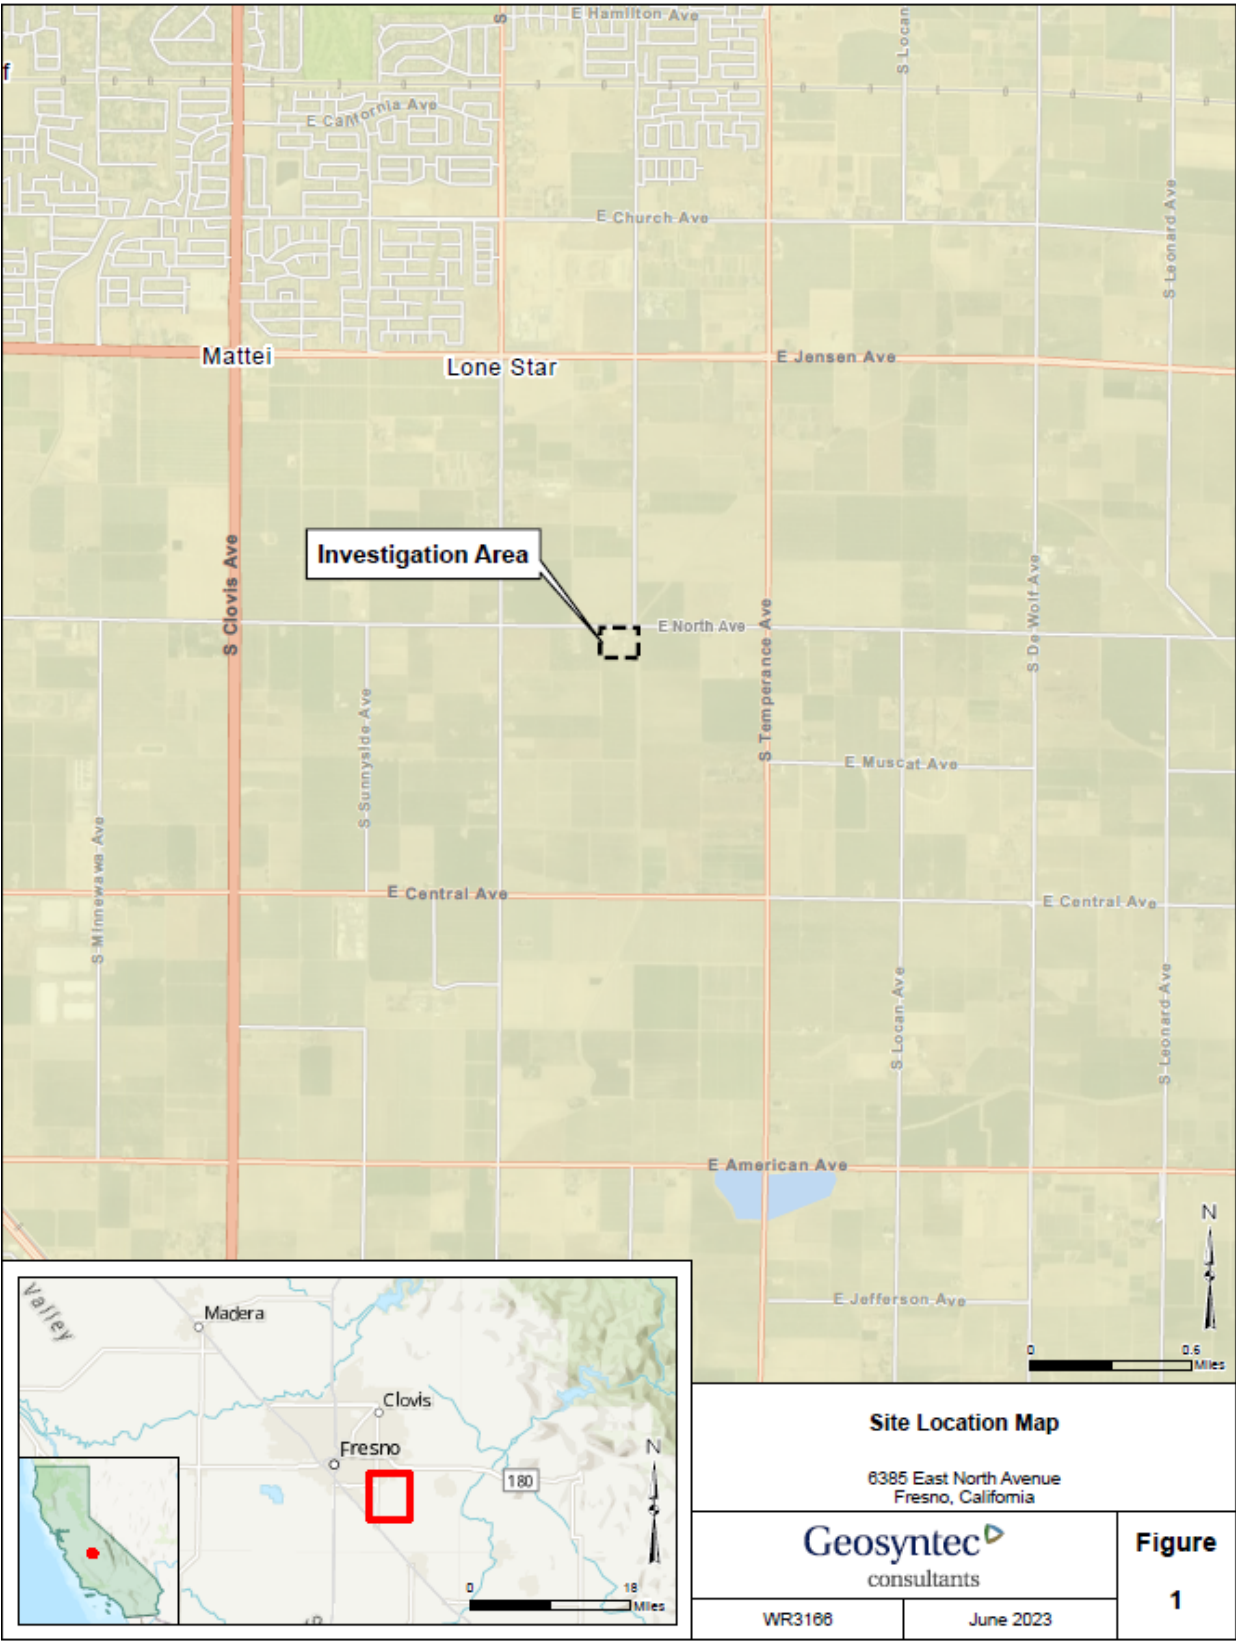 E Hamilton Ave
S
S Locan
f
E California Ave
E Church Ave
S Leonard Ave
Mattei
Lone Star
E Jensen Ave
Investigation Area
S Clovis Ave
E North Ave
S Temperance Ave
S De Wolf Ave
S Sunnyside Ave
E Muscat Ave
S Minnewawa Ave
E Central Ave
E Central Ave
S Locan Ave
S Leonard Ave
E American Ave
E Jefferson Ave
N
0 0.6
Miles
Valley
Madera
Clovis
Fresno
180
N
0 18
Miles
Site Location Map
6385 East North Avenue
Fresno, California
Geosyntec
consultants
Figure
1
WR3166
June 2023